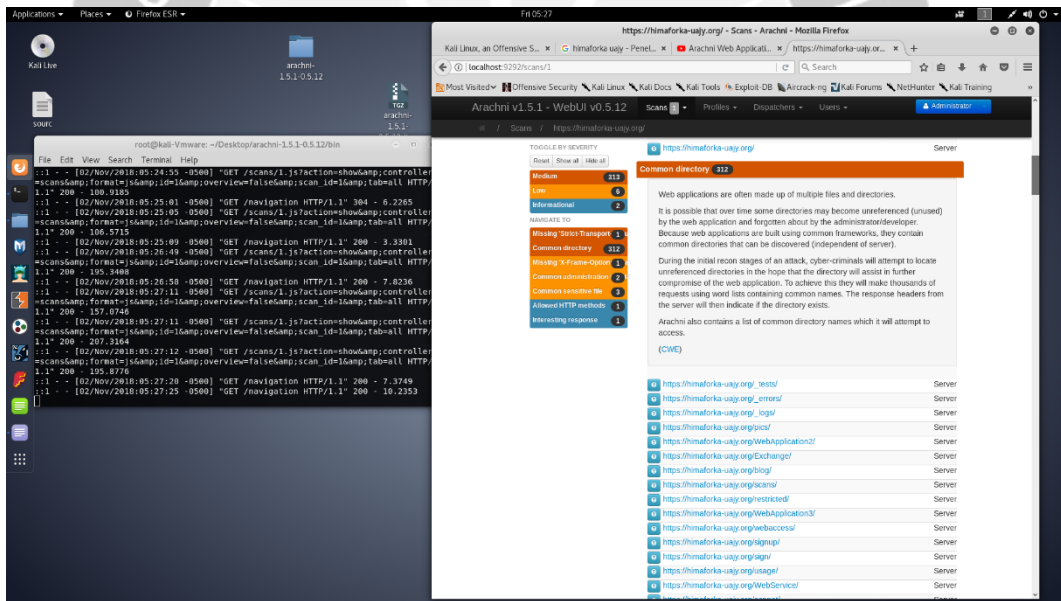 Applications ▾ Places ▾ Firefox ESR ▾
Fri 05:27
1
Kali Live
arachni-
1.5.1-0.5.12
sourc
TGZ
arachni-
1.5.1-
root@kali-Vmware: ~/Desktop/arachni-1.5.1-0.5.12/bin
File Edit View Search Terminal Help
::1 - - [02/Nov/2018:05:24:55 -0500] "GET /scans/1.js?action=show&amp;controller
=scans&amp;format=js&amp;id=1&amp;overview=false&amp;scan_id=1&amp;tab=all HTTP/
1.1" 200 - 100.9185
::1 - - [02/Nov/2018:05:25:01 -0500] "GET /navigation HTTP/1.1" 304 - 6.2265
::1 - - [02/Nov/2018:05:25:05 -0500] "GET /scans/1.js?action=show&amp;controller
=scans&amp;format=js&amp;id=1&amp;overview=false&amp;scan_id=1&amp;tab=all HTTP/
1.1" 200 - 106.5715
::1 - - [02/Nov/2018:05:25:09 -0500] "GET /navigation HTTP/1.1" 200 - 3.3301
::1 - - [02/Nov/2018:05:26:49 -0500] "GET /scans/1.js?action=show&amp;controller
=scans&amp;format=js&amp;id=1&amp;overview=false&amp;scan_id=1&amp;tab=all HTTP/
1.1" 200 - 195.3408
::1 - - [02/Nov/2018:05:26:58 -0500] "GET /navigation HTTP/1.1" 200 - 7.8236
::1 - - [02/Nov/2018:05:27:11 -0500] "GET /scans/1.js?action=show&amp;controller
=scans&amp;format=js&amp;id=1&amp;overview=false&amp;scan_id=1&amp;tab=all HTTP/
1.1" 200 - 157.0746
::1 - - [02/Nov/2018:05:27:11 -0500] "GET /scans/1.js?action=show&amp;controller
=scans&amp;format=js&amp;id=1&amp;overview=false&amp;scan_id=1&amp;tab=all HTTP/
1.1" 200 - 207.3164
::1 - - [02/Nov/2018:05:27:12 -0500] "GET /scans/1.js?action=show&amp;controller
=scans&amp;format=js&amp;id=1&amp;overview=false&amp;scan_id=1&amp;tab=all HTTP/
1.1" 200 - 195.8776
::1 - - [02/Nov/2018:05:27:20 -0500] "GET /navigation HTTP/1.1" 200 - 7.3749
::1 - - [02/Nov/2018:05:27:25 -0500] "GET /navigation HTTP/1.1" 200 - 10.2353
https://himaforka-uajy.org/ - Scans - Arachni - Mozilla Firefox
Kali Linux, an Offensive S... × himaforka uajy - Penel... × Arachni Web Applicati... × https://himaforka-uajy.or... × +
localhost:9292/scans/1 Search
Most Visited▾ Offensive Security Kali Linux Kali Docs Kali Tools Exploit-DB Aircrack-ng Kali Forums NetHunter Kali Training »
Arachni v1.5.1 - WebUI v0.5.12 Scans 1 ▾ Profiles ▾ Dispatchers ▾ Users ▾ Administrator
/ Scans / https://himaforka-uajy.org/
TOGGLE BY SEVERITY
Reset Show all Hide all
Medium 313
Low 6
Informational 2
NAVIGATE TO
Missing 'Strict-Transport 1
Common directory 312
Missing 'X-Frame-Option 1
Common administration 2
Common sensitive file 3
Allowed HTTP methods 1
Interesting response 1
https://himaforka-uajy.org/ Server
Common directory 312
Web applications are often made up of multiple files and directories.
It is possible that over time some directories may become unreferenced (unused)
by the web application and forgotten about by the administrator/developer.
Because web applications are built using common frameworks, they contain
common directories that can be discovered (independent of server).
During the initial recon stages of an attack, cyber-criminals will attempt to locate
unreferenced directories in the hope that the directory will assist in further
compromise of the web application. To achieve this they will make thousands of
requests using word lists containing common names. The response headers from
the server will then indicate if the directory exists.
Arachni also contains a list of common directory names which it will attempt to
access.
(CWE)
https://himaforka-uajy.org/_tests/ Server
https://himaforka-uajy.org/_errors/ Server
https://himaforka-uajy.org/_logs/ Server
https://himaforka-uajy.org/pics/ Server
https://himaforka-uajy.org/WebApplication2/ Server
https://himaforka-uajy.org/Exchange/ Server
https://himaforka-uajy.org/blog/ Server
https://himaforka-uajy.org/scans/ Server
https://himaforka-uajy.org/restricted/ Server
https://himaforka-uajy.org/WebApplication3/ Server
https://himaforka-uajy.org/webaccess/ Server
https://himaforka-uajy.org/signup/ Server
https://himaforka-uajy.org/sign/ Server
https://himaforka-uajy.org/usage/ Server
https://himaforka-uajy.org/WebService/ Server